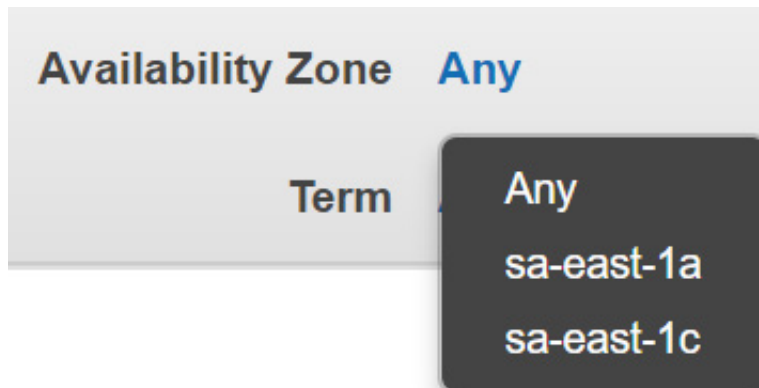 Availability Zone Any
Term
Any
sa-east-1a
sa-east-1c